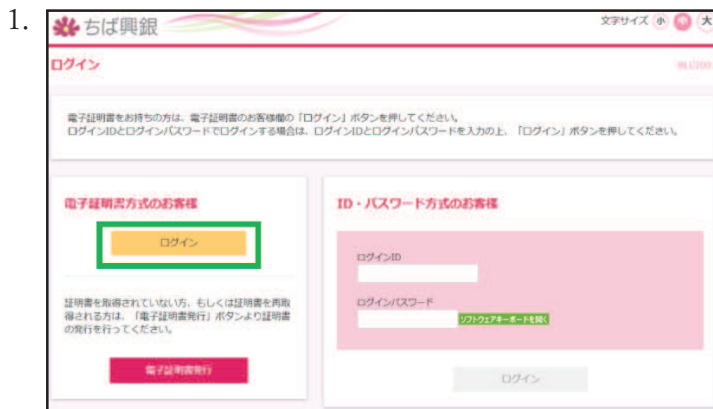 1.
ちば興銀
文字サイズ 小 中 大
ログイン
電子証明書をお持ちの方は、電子証明書のお客様欄の「ログイン」ボタンを押してください。
ログインIDとログインパスワードでログインする場合は、ログインIDとログインパスワードを入力の上、「ログイン」ボタンを押してください。
電子証明書方式のお客様
ログイン
証明書を取得されていない方、もしくは証明書を再取
得される方は、「電子証明書発行」ボタンより証明書
の発行を行ってください。
電子証明書発行
ID・パスワード方式のお客様
ログインID
ログインパスワード
ソフトウェアキーボードを開く
ログイン